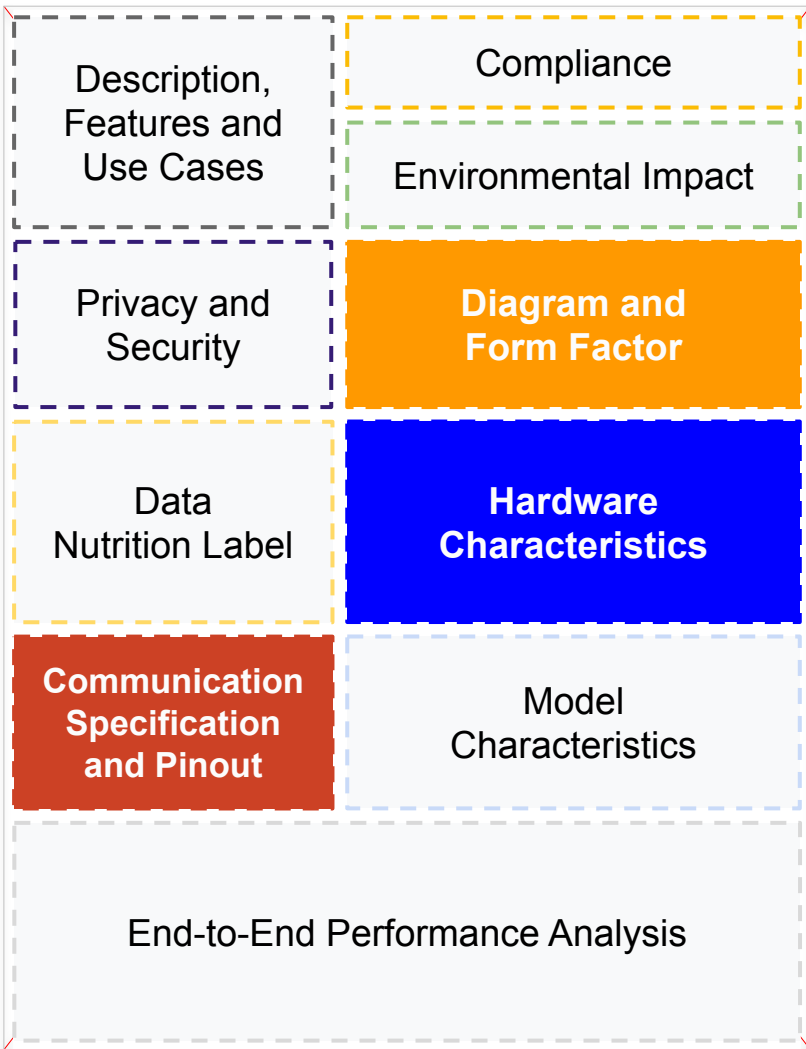 Description,
Features and
Use Cases
Compliance
Environmental Impact
Privacy and
Security
Diagram and
Form Factor
Data
Nutrition Label
Hardware
Characteristics
Communication
Specification
and Pinout
Model
Characteristics
End-to-End Performance Analysis